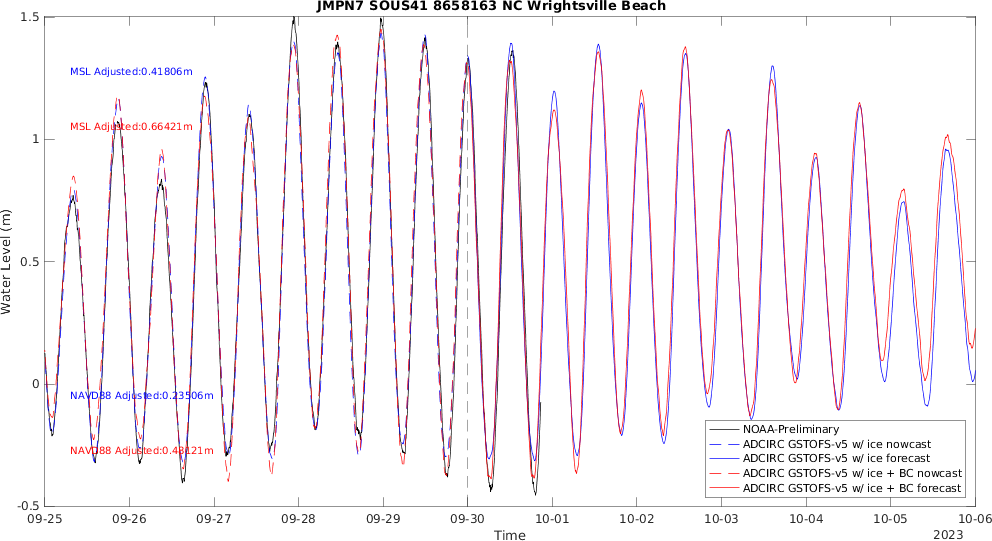 JMPN7 SOUS41 8658163 NC Wrightsville Beach
1.5
MSL Adjusted:0.41806m
MSL Adjusted:0.66421m
1
Water Level (m)
0.5
0
NAVD88 Adjusted:0.23506m
NAVD88 Adjusted:0.48121m
-0.5
NOAA-Preliminary
ADCIRC GSTOFS-v5 w/ ice nowcast
ADCIRC GSTOFS-v5 w/ ice forecast
ADCIRC GSTOFS-v5 w/ ice + BC nowcast
ADCIRC GSTOFS-v5 w/ ice + BC forecast
09-25 09-26 09-27 09-28 09-29 09-30 10-01 10-02 10-03 10-04 10-05 10-06
Time
2023